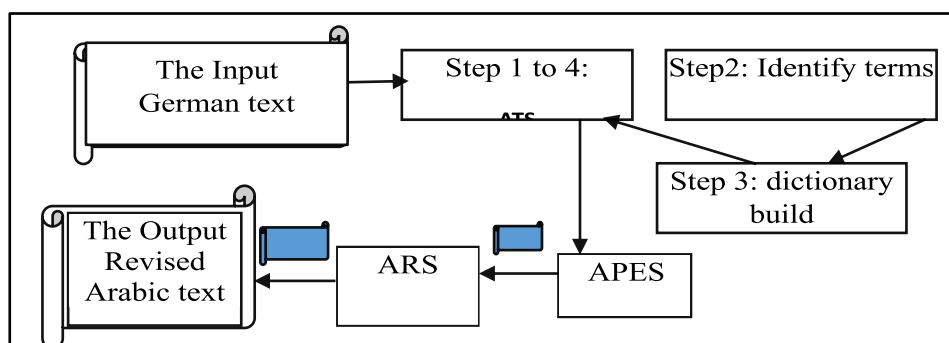 The Input
German text
Step 1 to 4:
ATS
Step2: Identify terms
Step 3: dictionary
build
The Output
Revised
Arabic text
ARS
APES